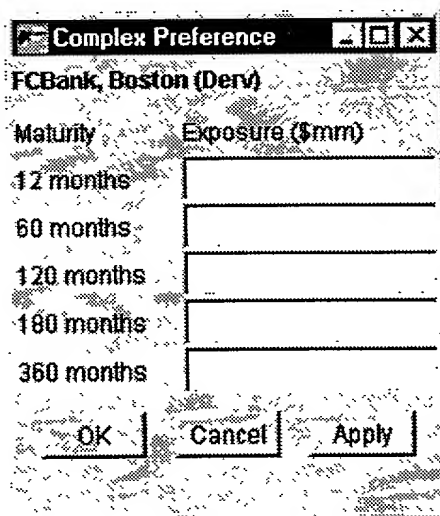 Complex Preference
FCBank, Boston (Derv)
Maturity Exposure ($mm)
12 months
60 months
120 months
180 months
360 months
OK Cancel Apply